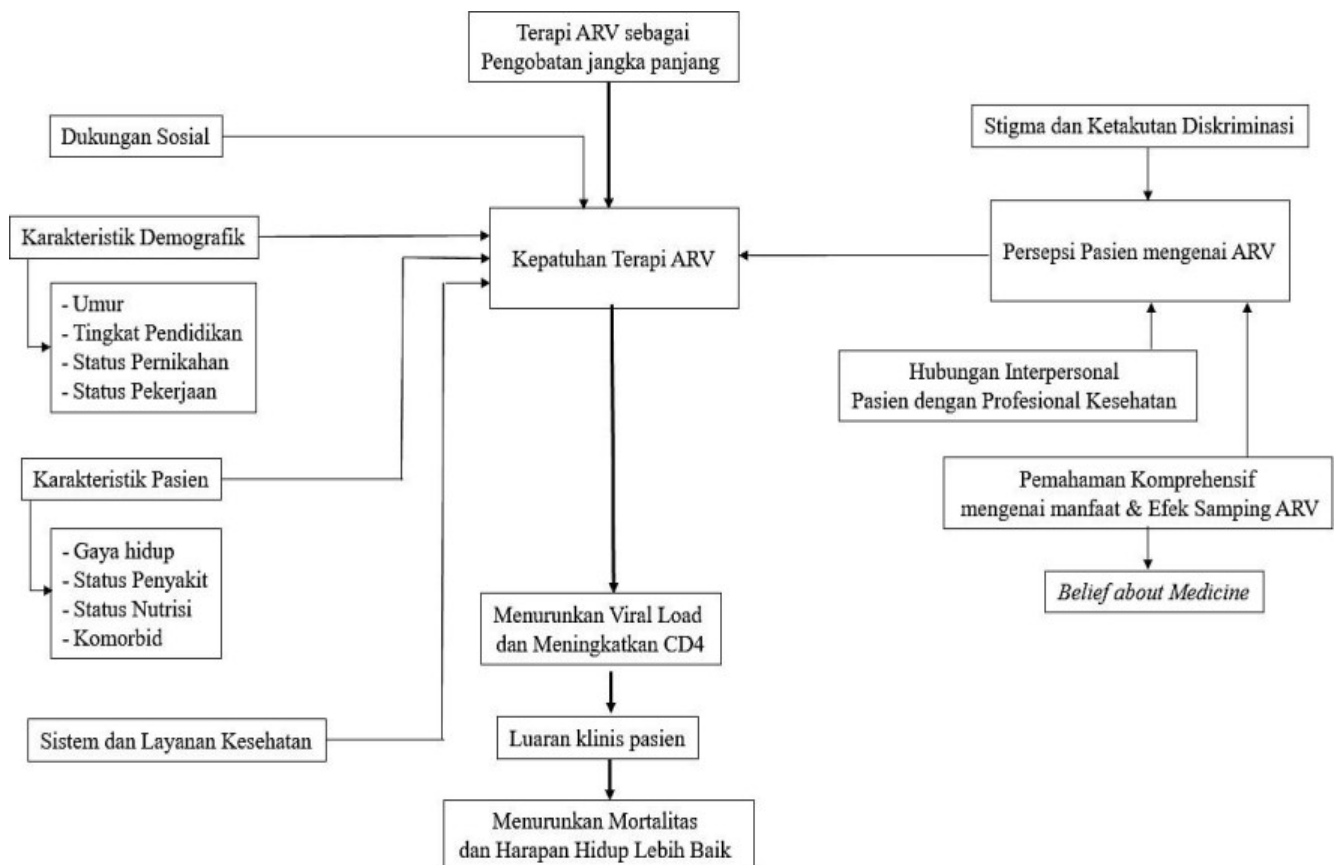 Terapi ARV sebagai
Pengobatan jangka panjang
Dukungan Sosial
Stigma dan Ketakutan Diskriminasi
Karakteristik Demografik
Kepatuhan Terapi ARV
Persepsi Pasien mengenai ARV
- Umur
- Tingkat Pendidikan
- Status Pernikahan
- Status Pekerjaan
Hubungan Interpersonal
Pasien dengan Profesional Kesehatan
Karakteristik Pasien
Pemahaman Komprehensif
mengenai manfaat & Efek Samping ARV
- Gaya hidup
- Status Penyakit
- Status Nutrisi
- Komorbid
Belief about Medicine
Menurunkan Viral Load
dan Meningkatkan CD4
Sistem dan Layanan Kesehatan
Luaran klinis pasien
Menurunkan Mortalitas
dan Harapan Hidup Lebih Baik